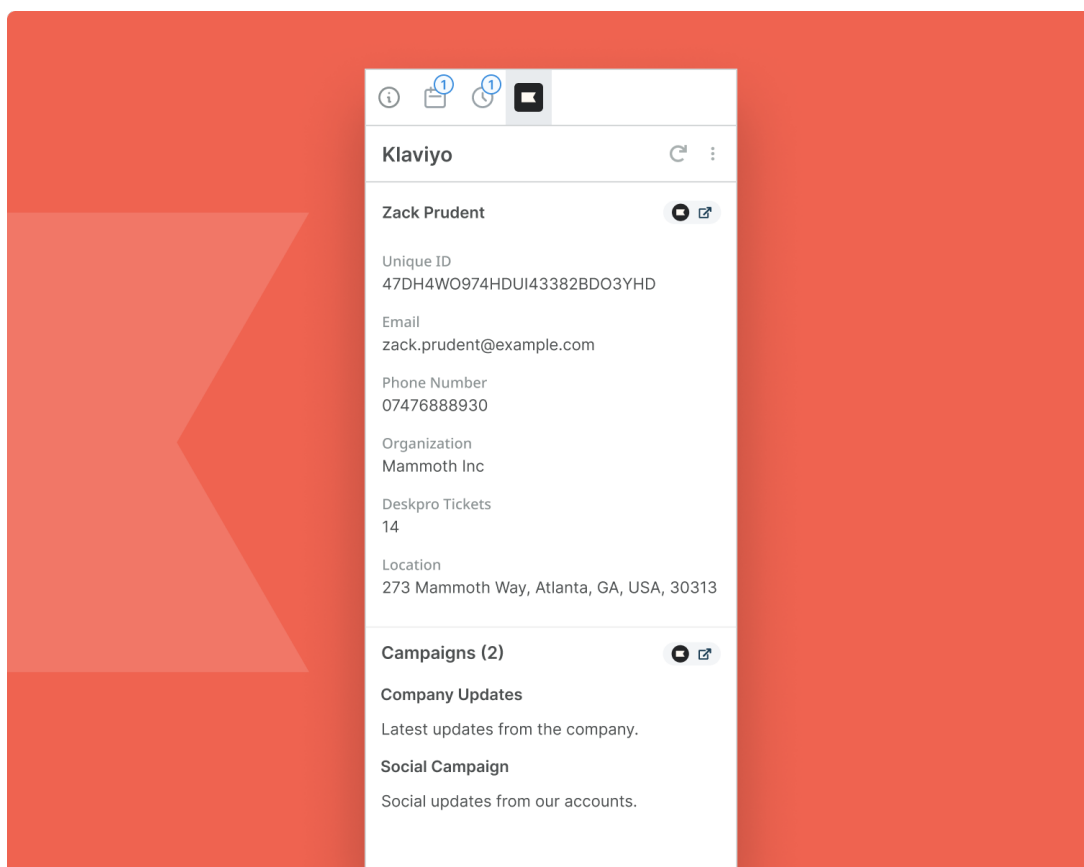 1 1
Klaviyo
Zack Prudent
Unique ID
47DH4WO974HDUI43382BDO3YHD
Email
zack.prudent@example.com
Phone Number
07476888930
Organization
Mammoth Inc
Deskpro Tickets
14
Location
273 Mammoth Way, Atlanta, GA, USA, 30313
Campaigns (2)
Company Updates
Latest updates from the company.
Social Campaign
Social updates from our accounts.